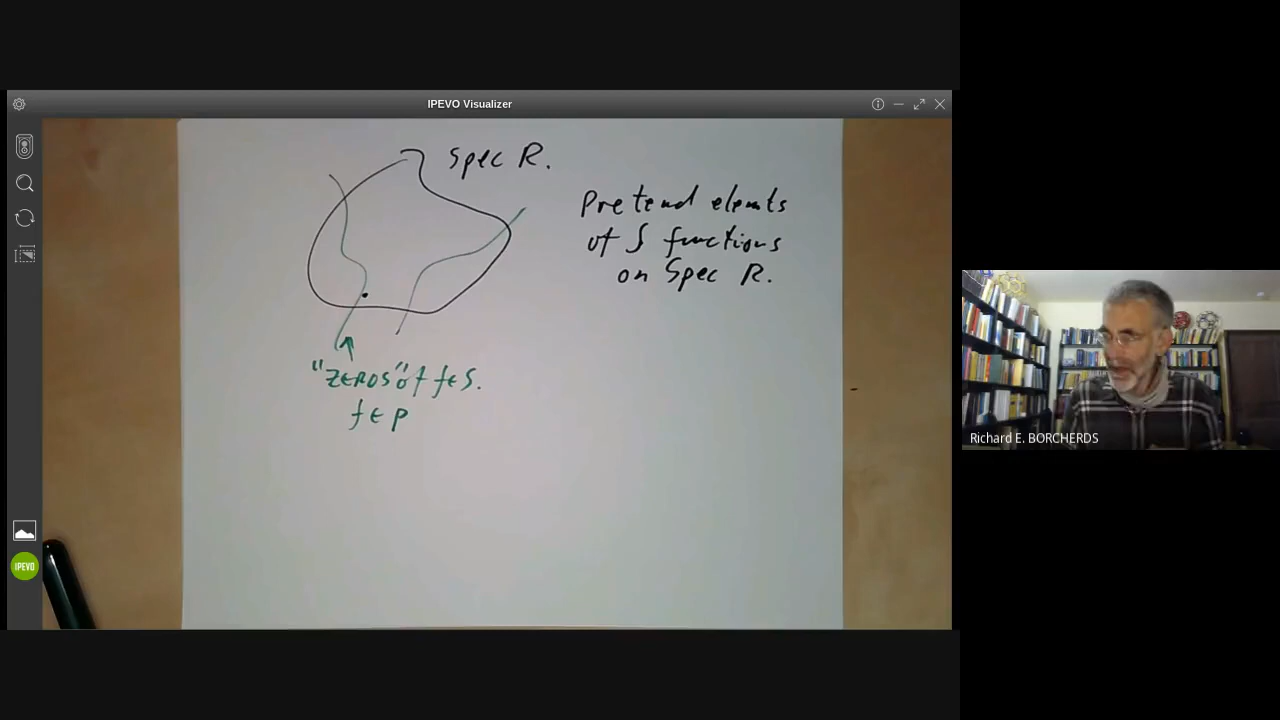 IPEVO Visualizer
Spec R.
Pretend elemts
of S functions
on Spec R.
"ZEROS" of f∈S.
f∈p
IPEVO
Richard E. BORCHERDS